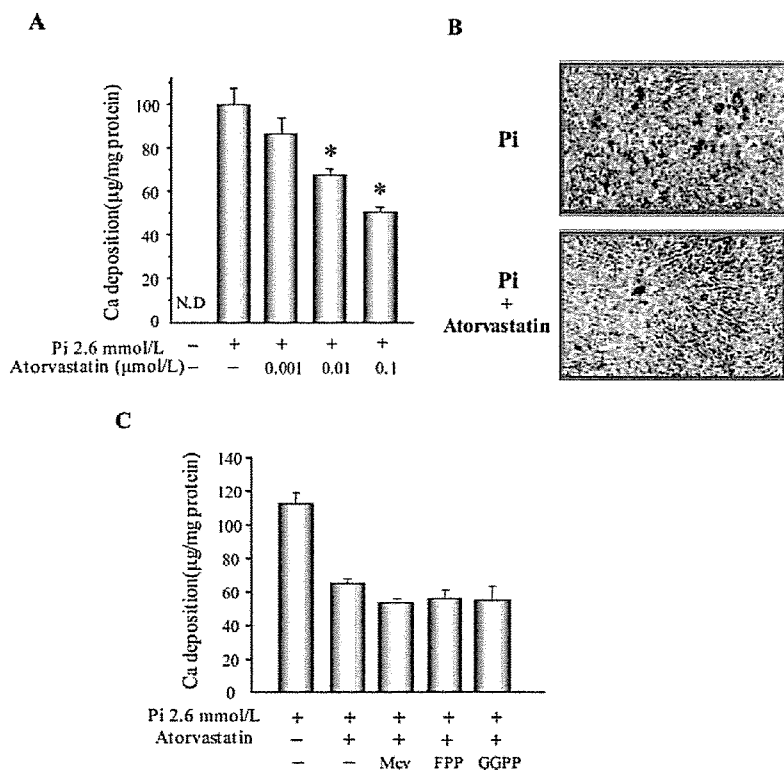 A
Ca deposition(µg/mg protein)
100
80
60
40
20
0
N.D
*
*
Pi 2.6 mmol/L − + + + +
Atorvastatin (µmol/L) − − 0.001 0.01 0.1
B
Pi
Pi
+
Atorvastatin
C
Ca deposition(µg/mg protein)
140
120
100
80
60
40
20
0
Pi 2.6 mmol/L + + + + +
Atorvastatin − + + + +
− − Mev FPP GGPP